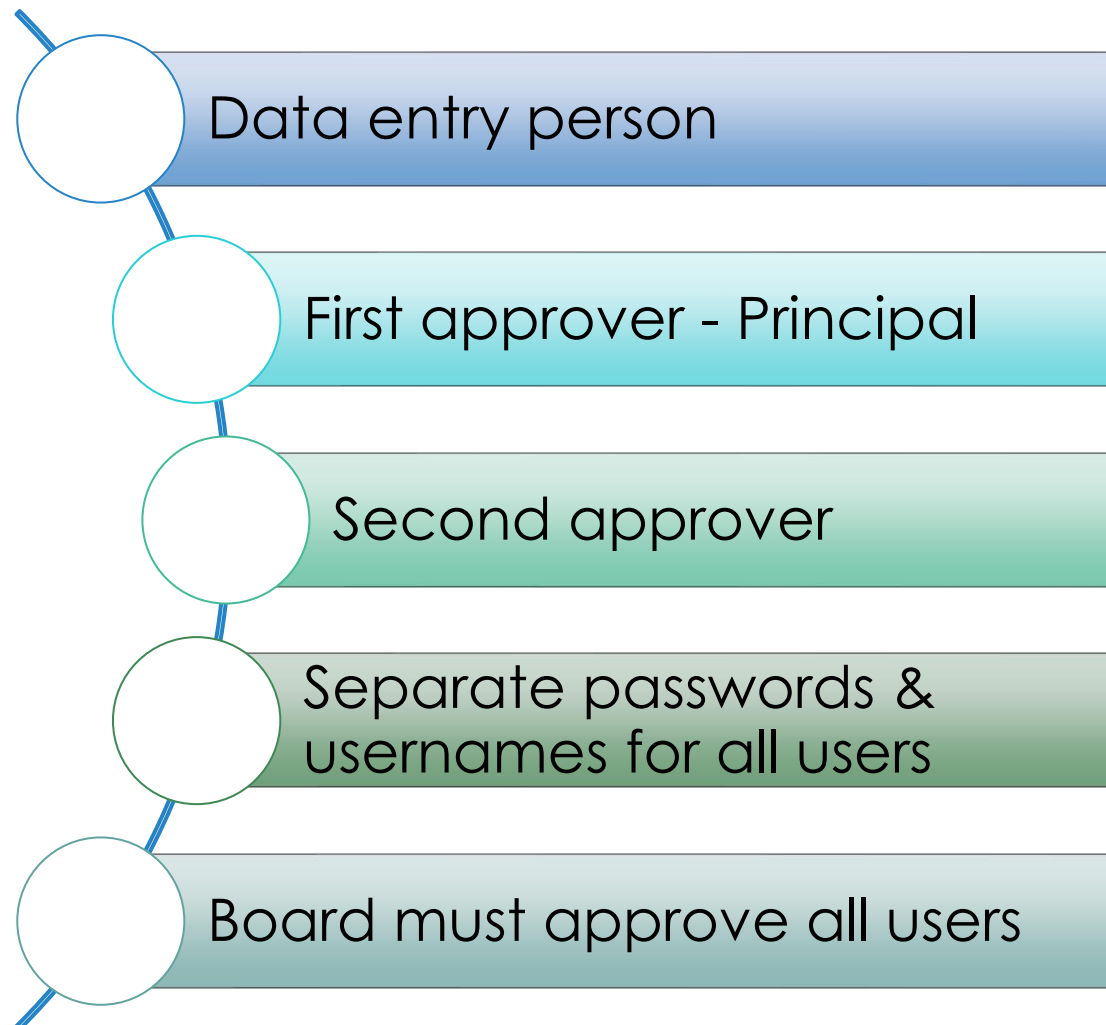 Data entry person
First approver - Principal
Second approver
Separate passwords &
usernames for all users
Board must approve all users